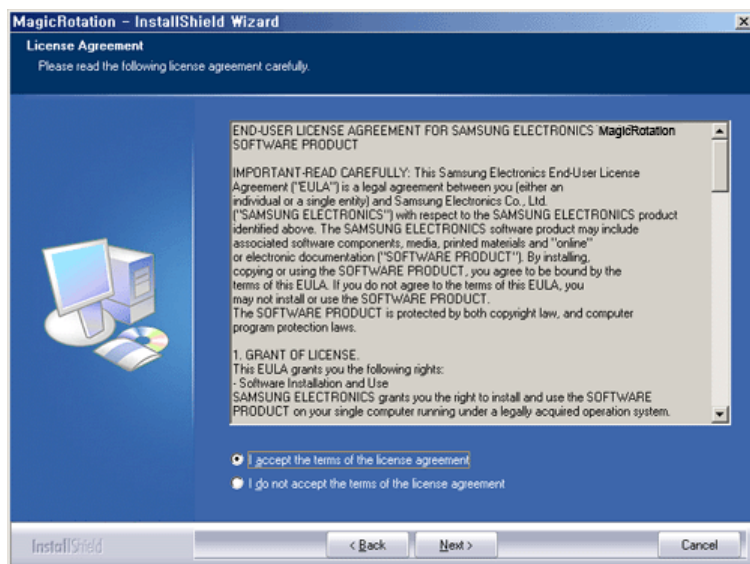 MagicRotation - InstallShield Wizard
License Agreement
Please read the following license agreement carefully.
END-USER LICENSE AGREEMENT FOR SAMSUNG ELECTRONICS MagicRotation
SOFTWARE PRODUCT
IMPORTANT-READ CAREFULLY: This Samsung Electronics End-User License
Agreement ("EULA") is a legal agreement between you (either an
individual or a single entity) and Samsung Electronics Co., Ltd.
("SAMSUNG ELECTRONICS") with respect to the SAMSUNG ELECTRONICS product
identified above. The SAMSUNG ELECTRONICS software product may include
associated software components, media, printed materials and "online"
or electronic documentation ("SOFTWARE PRODUCT"). By installing,
copying or using the SOFTWARE PRODUCT, you agree to be bound by the
terms of this EULA. If you do not agree to the terms of this EULA, you
may not install or use the SOFTWARE PRODUCT.
The SOFTWARE PRODUCT is protected by both copyright law, and computer
program protection laws.
1. GRANT OF LICENSE.
This EULA grants you the following rights:
- Software Installation and Use
SAMSUNG ELECTRONICS grants you the right to install and use the SOFTWARE
PRODUCT on your single computer running under a legally acquired operation system.
I accept the terms of the license agreement
I do not accept the terms of the license agreement
InstallShield
< Back
Next >
Cancel